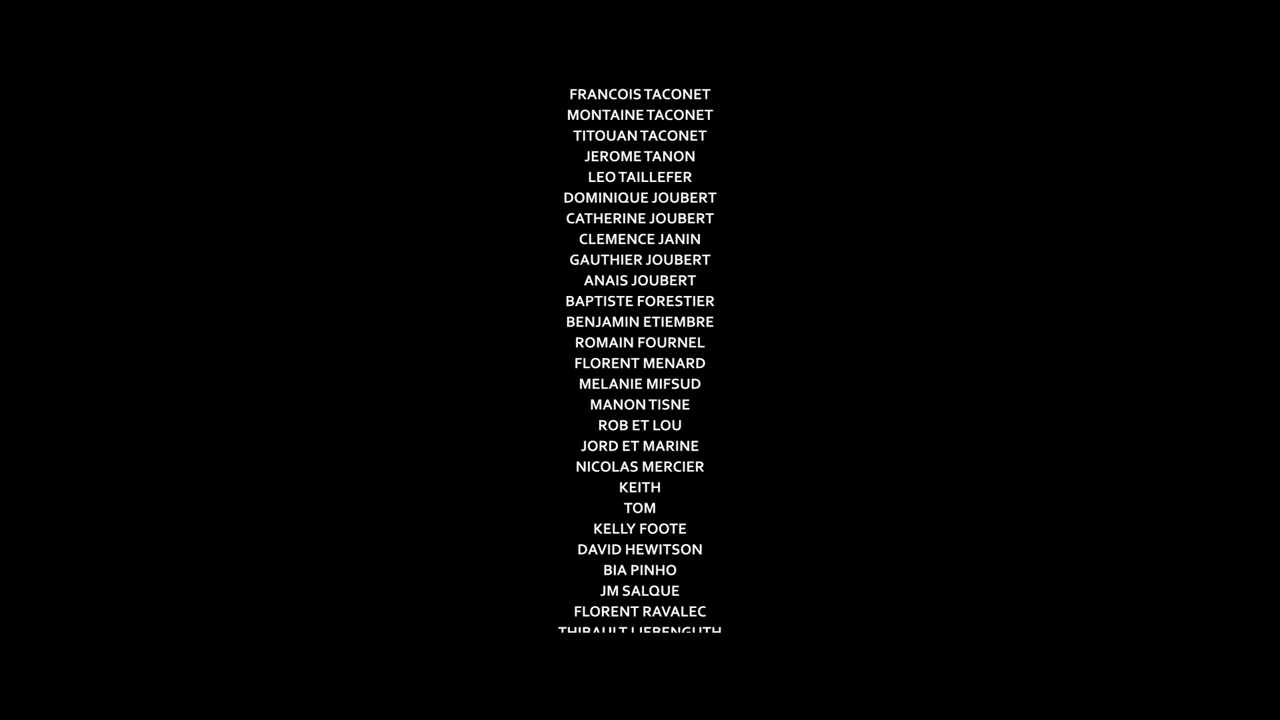 FRANCOIS TACONET
MONTAINE TACONET
TITOUAN TACONET
JEROME TANON
LEO TAILLEFER
DOMINIQUE JOUBERT
CATHERINE JOUBERT
CLEMENCE JANIN
GAUTHIER JOUBERT
ANAIS JOUBERT
BAPTISTE FORESTIER
BENJAMIN ETIEMBRE
ROMAIN FOURNEL
FLORENT MENARD
MELANIE MIFSUD
MANON TISNE
ROB ET LOU
JORD ET MARINE
NICOLAS MERCIER
KEITH
TOM
KELLY FOOTE
DAVID HEWITSON
BIA PINHO
JM SALQUE
FLORENT RAVALEC
THIBAULT